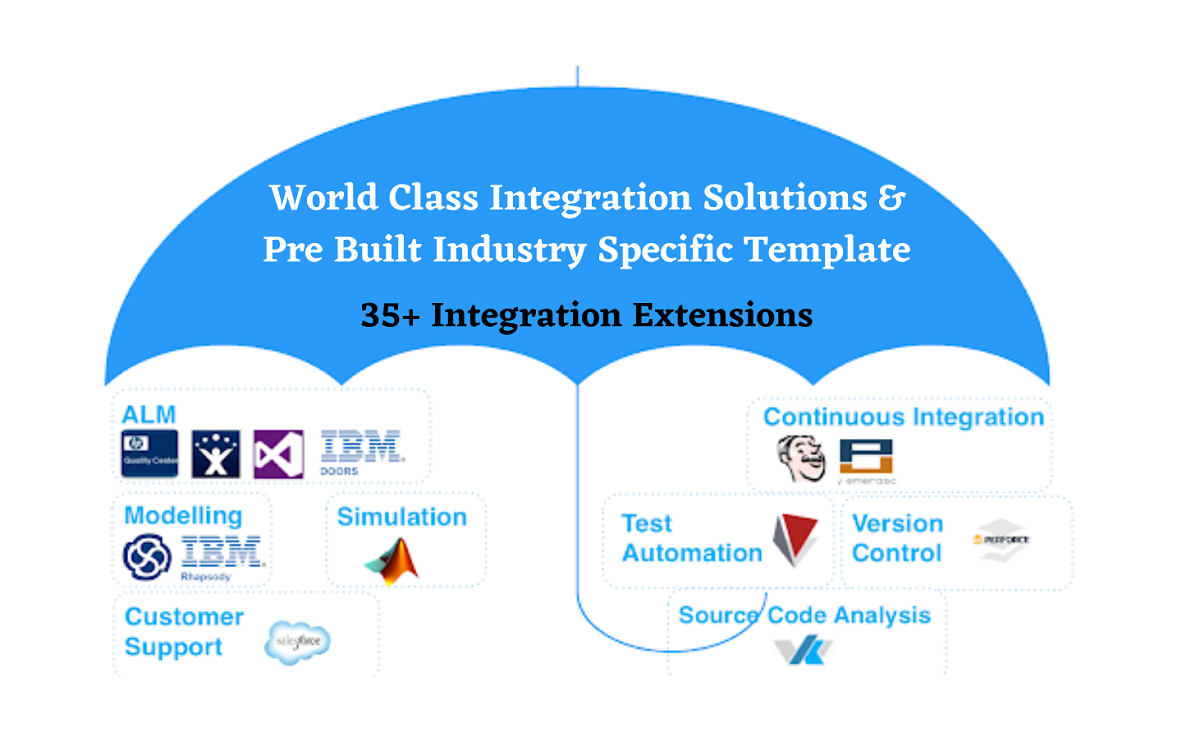 World Class Integration Solutions &
Pre Built Industry Specific Template
35+ Integration Extensions
ALM
hp
Quality Center
IBM
DOORS
Continuous Integration
Modelling
IBM
Rhapsody
Simulation
Test
Automation
Version
Control
PERFORCE
Customer
Support
salesforce
Source Code Analysis